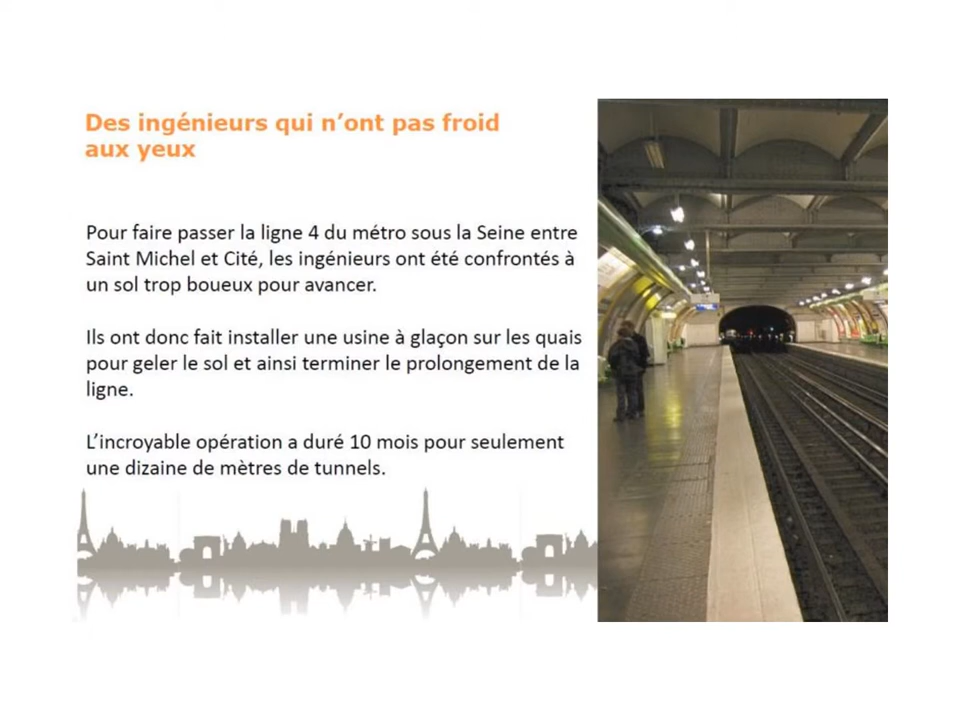 Des ingénieurs qui n’ont pas froid
aux yeux
Pour faire passer la ligne 4 du métro sous la Seine entre
Saint Michel et Cité, les ingénieurs ont été confrontés à
un sol trop boueux pour avancer.
Ils ont donc fait installer une usine à glaçon sur les quais
pour geler le sol et ainsi terminer le prolongement de la
ligne.
L’incroyable opération a duré 10 mois pour seulement
une dizaine de mètres de tunnels.